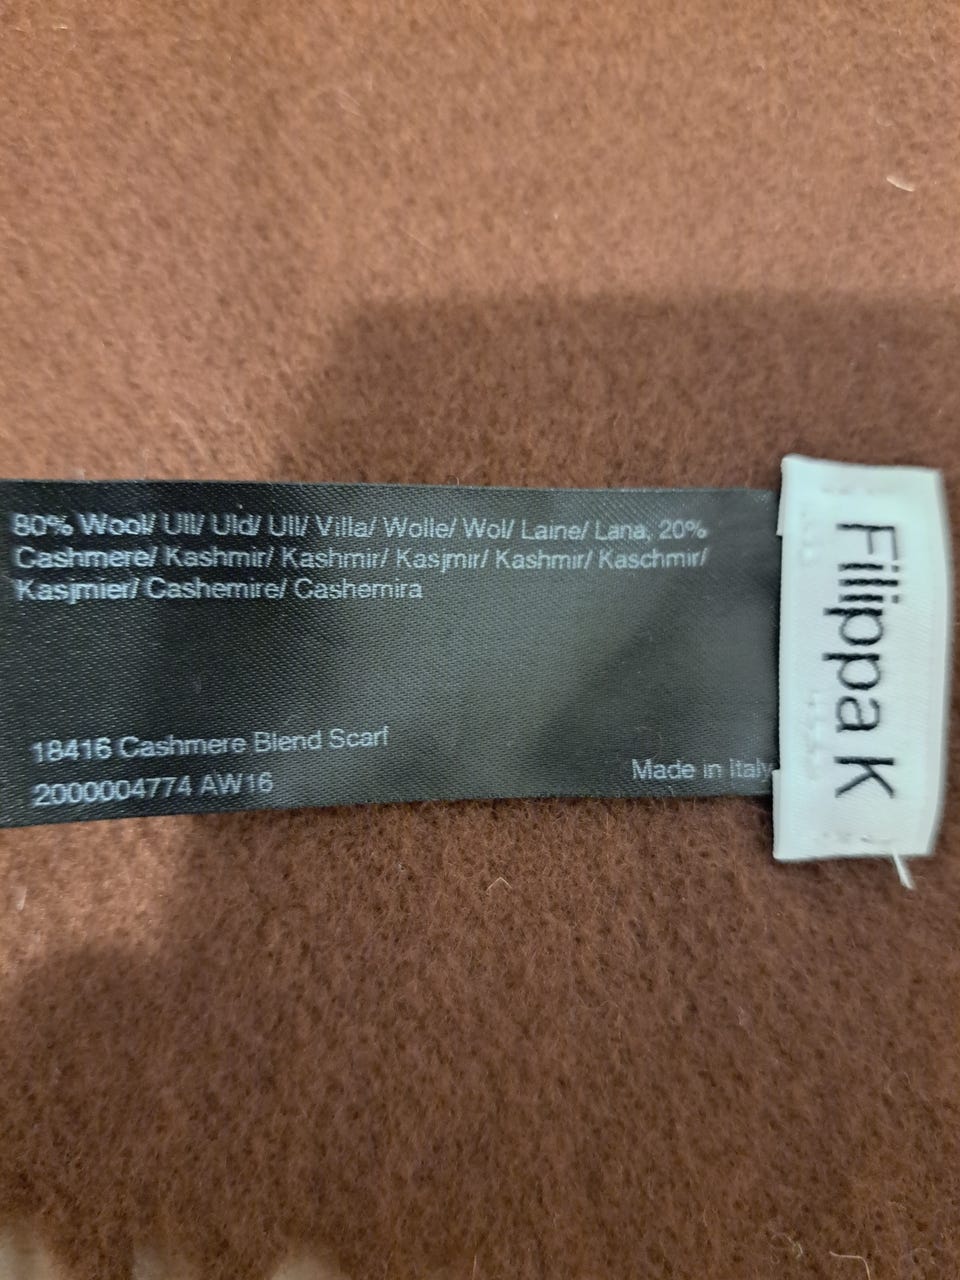 80% Wool/ Ull/ Uld/ Ull/ Villa/ Wolle/ Wol/ Laine/ Lana, 20%
Cashmere/ Kashmir/ Kashmir/ Kasjmir/ Kashmir/ Kaschmir/
Kasjmier/ Cashemire/ Cashemira
18416 Cashmere Blend Scarf
2000004774 AW16
Made in Italy
Filippa K